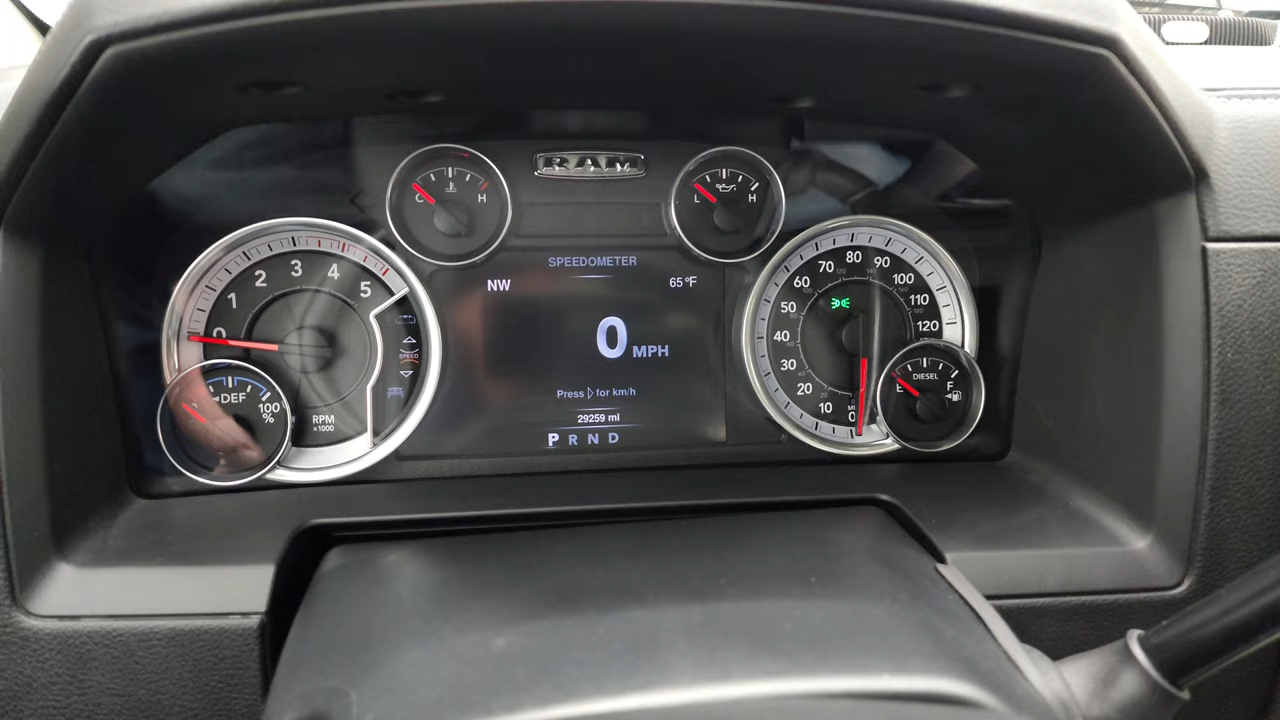 RAM
C H
L H
0 1 2 3 4 5
RPM
×1000
SPEED
DEF
100
%
SPEEDOMETER
NW 65°F
0 MPH
Press ▷ for km/h
29259 mi
P R N D
0 10 20 30 40 50 60 70 80 90 100 110 120
DIESEL
E F